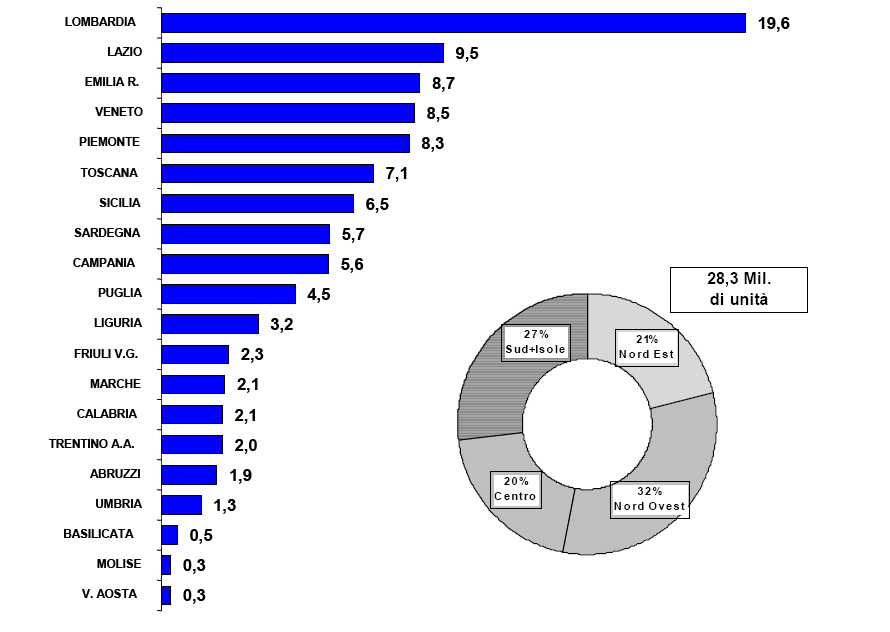 LOMBARDIA 19,6
LAZIO 9,5
EMILIA R. 8,7
VENETO 8,5
PIEMONTE 8,3
TOSCANA 7,1
SICILIA 6,5
SARDEGNA 5,7
CAMPANIA 5,6
PUGLIA 4,5
LIGURIA 3,2
FRIULI V.G. 2,3
MARCHE 2,1
CALABRIA 2,1
TRENTINO A.A. 2,0
ABRUZZI 1,9
UMBRIA 1,3
BASILICATA 0,5
MOLISE 0,3
V. AOSTA 0,3
28,3 Mil.
di unità
27%
Sud+Isole
21%
Nord Est
20%
Centro
32%
Nord Ovest